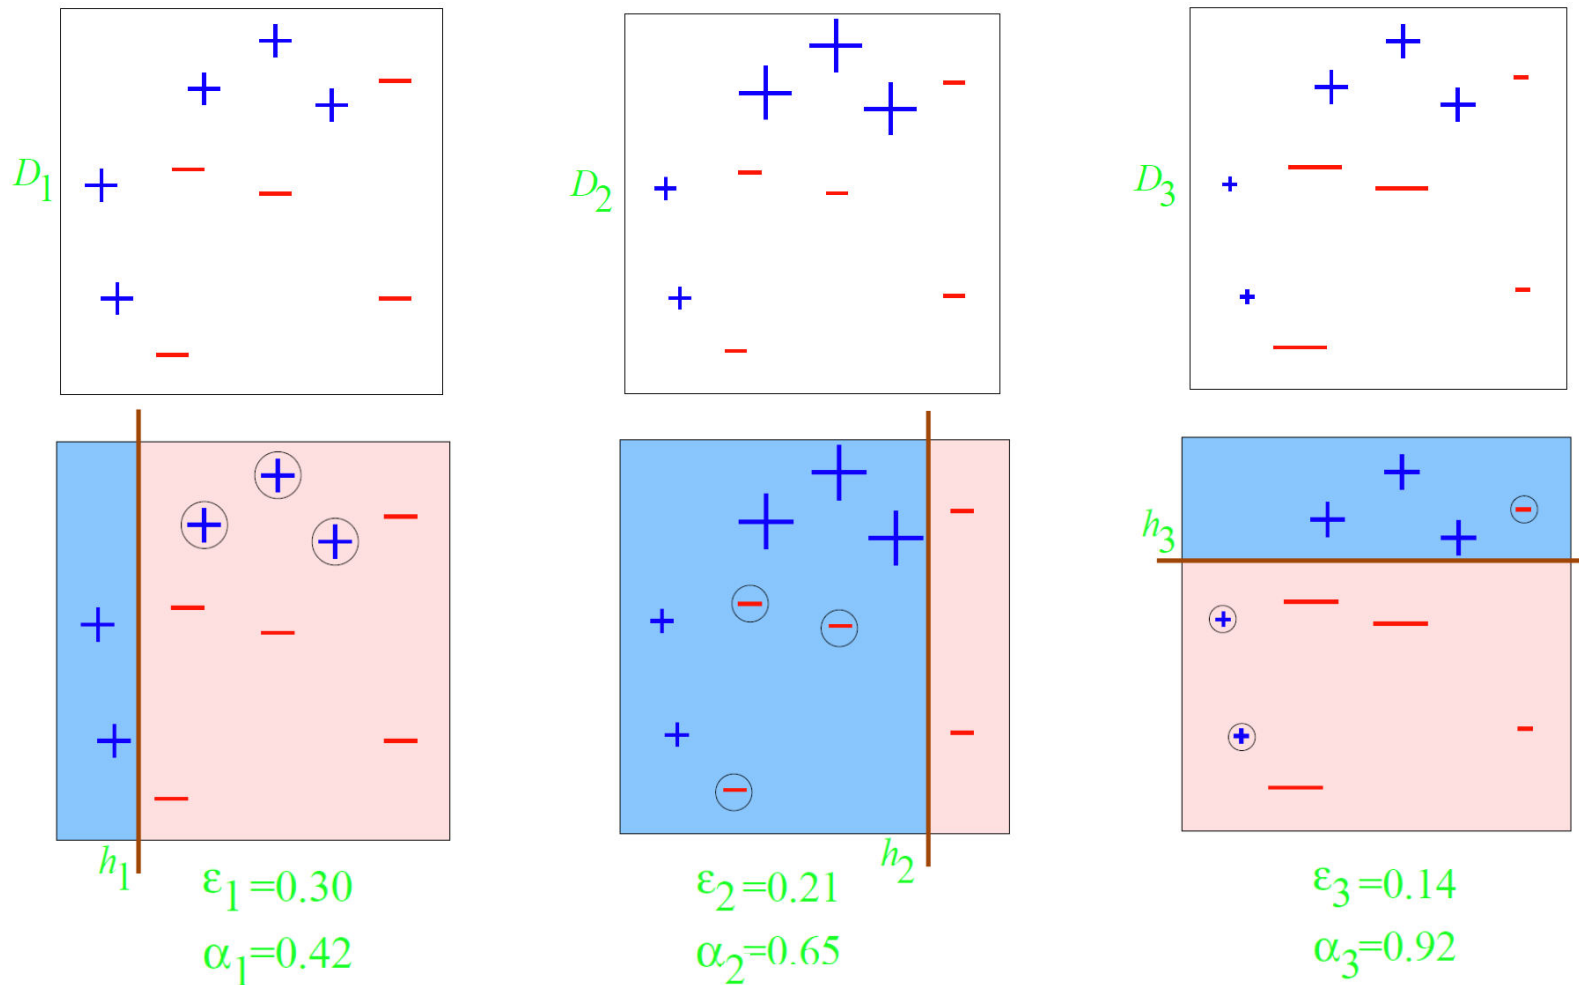 D₁
D₂
D₃
h₁
h₂
h₃
ε₁=0.30
ε₂=0.21
ε₃=0.14
α₁=0.42
α₂=0.65
α₃=0.92